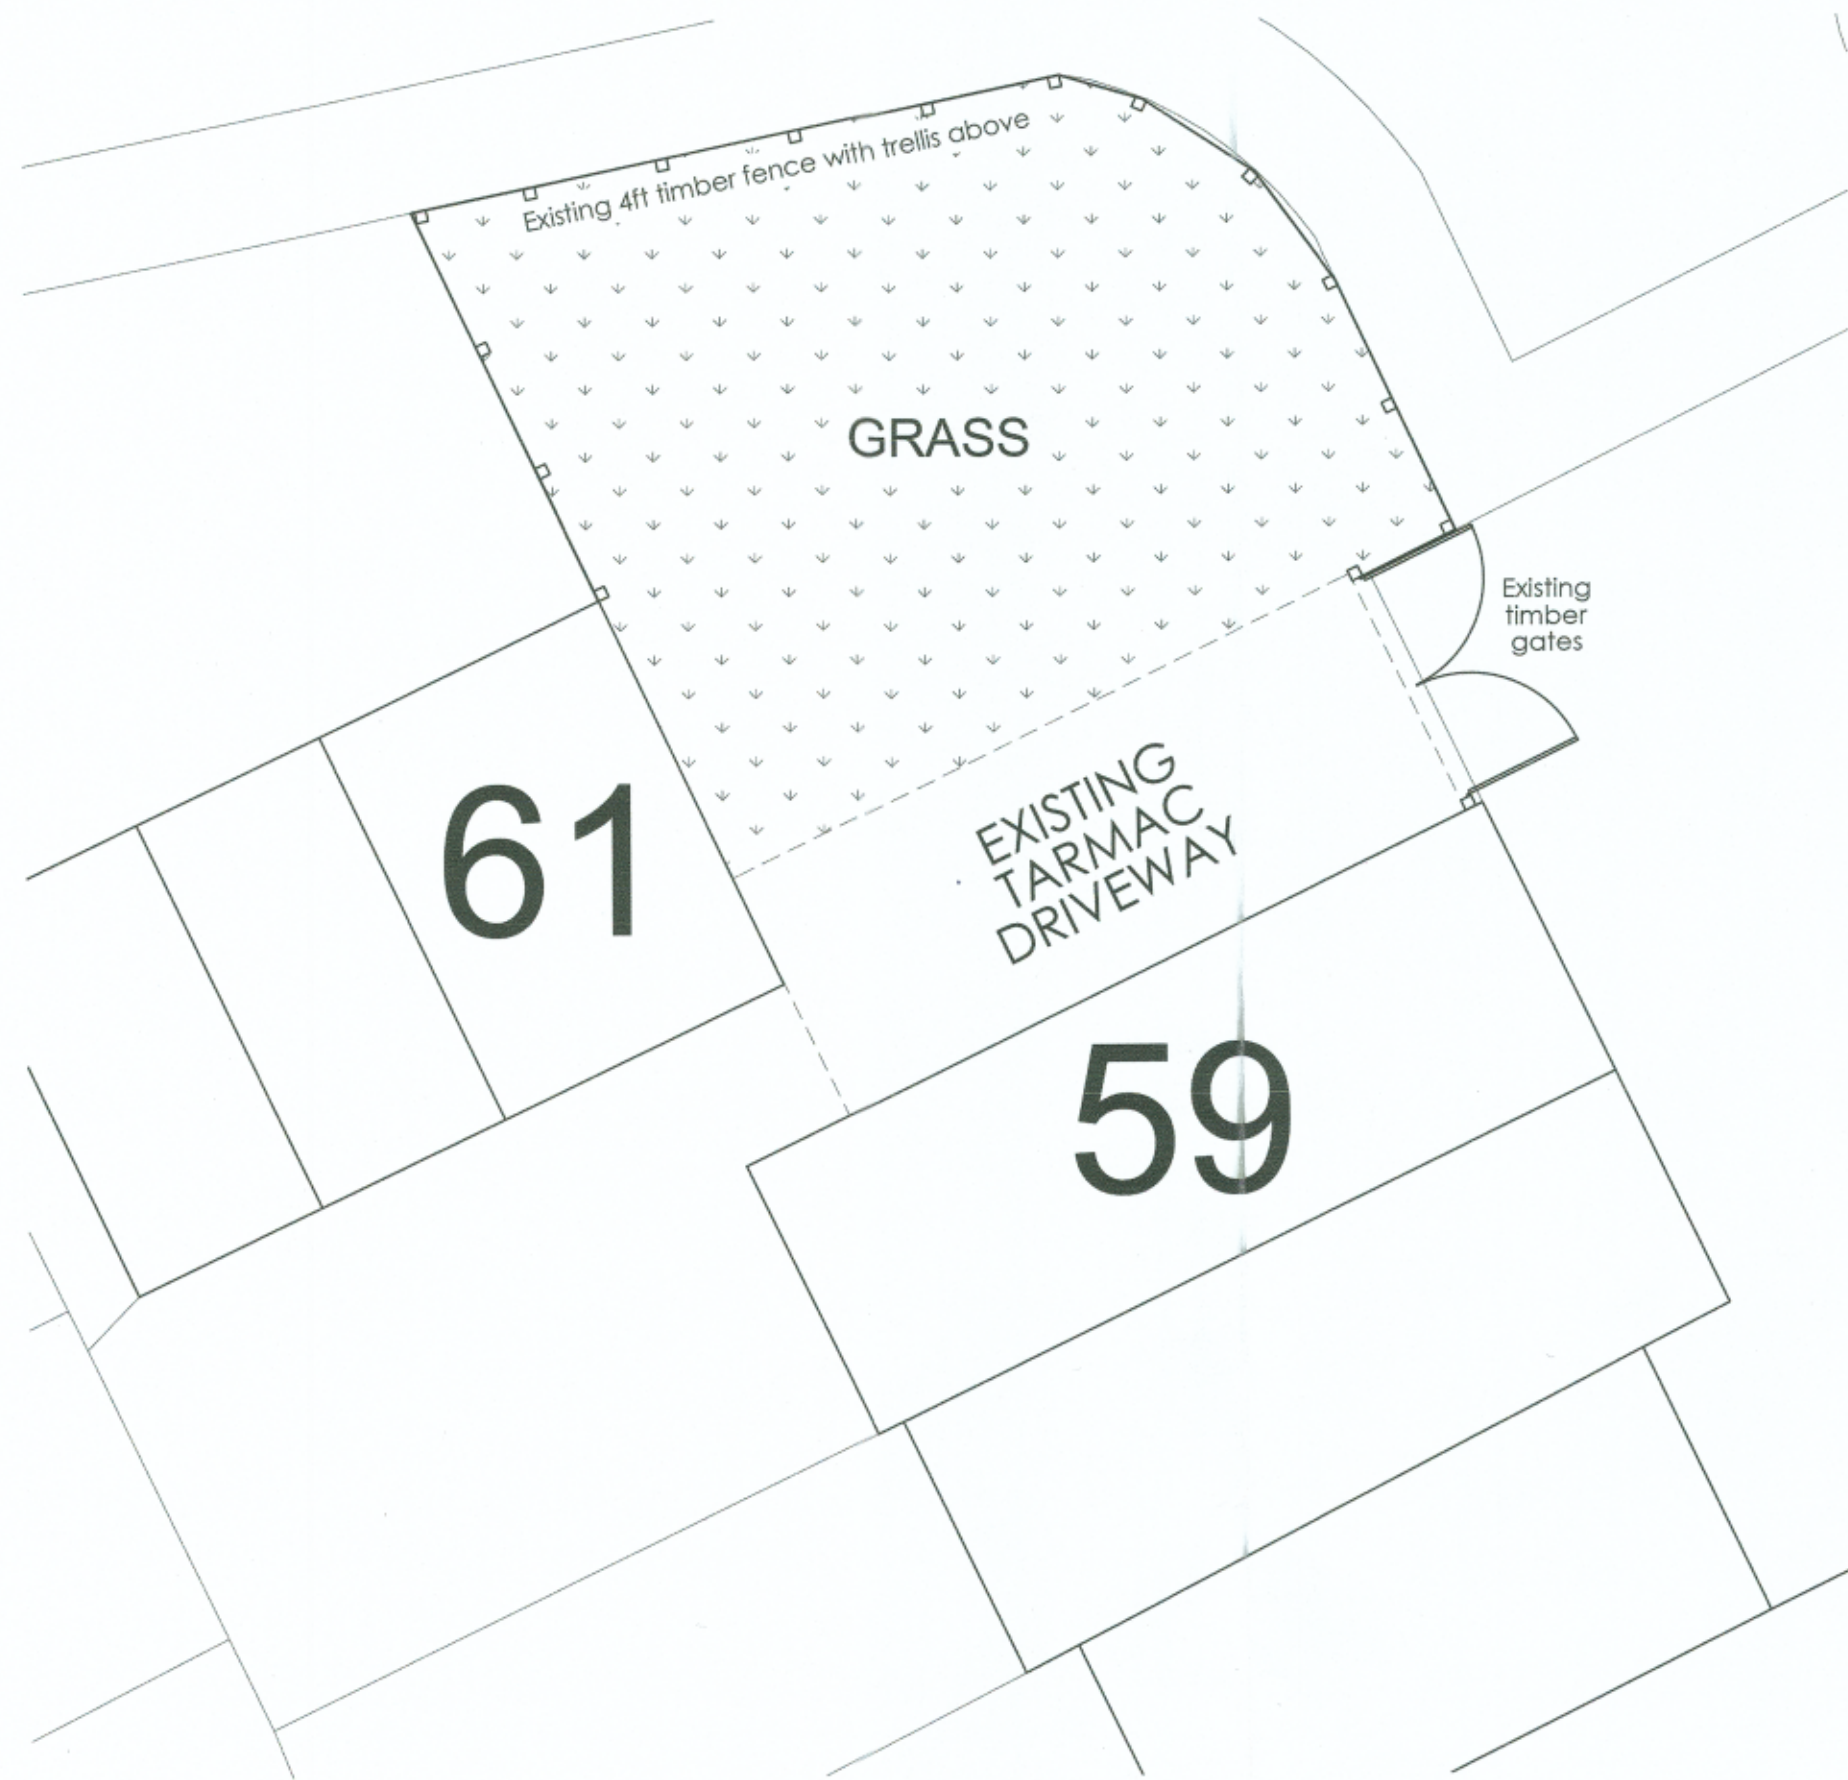 Existing 4ft timber fence with trellis above
GRASS
Existing
timber
gates
61
EXISTING
TARMAC
DRIVEWAY
59